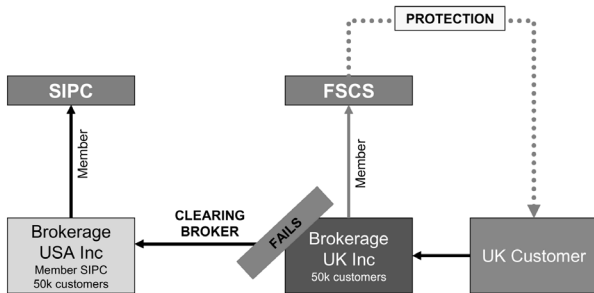 PROTECTION
SIPC
FSCS
Member
Member
CLEARING
BROKER
FAILS
Brokerage
USA Inc
Member SIPC
50k customers
Brokerage
UK Inc
50k customers
UK Customer